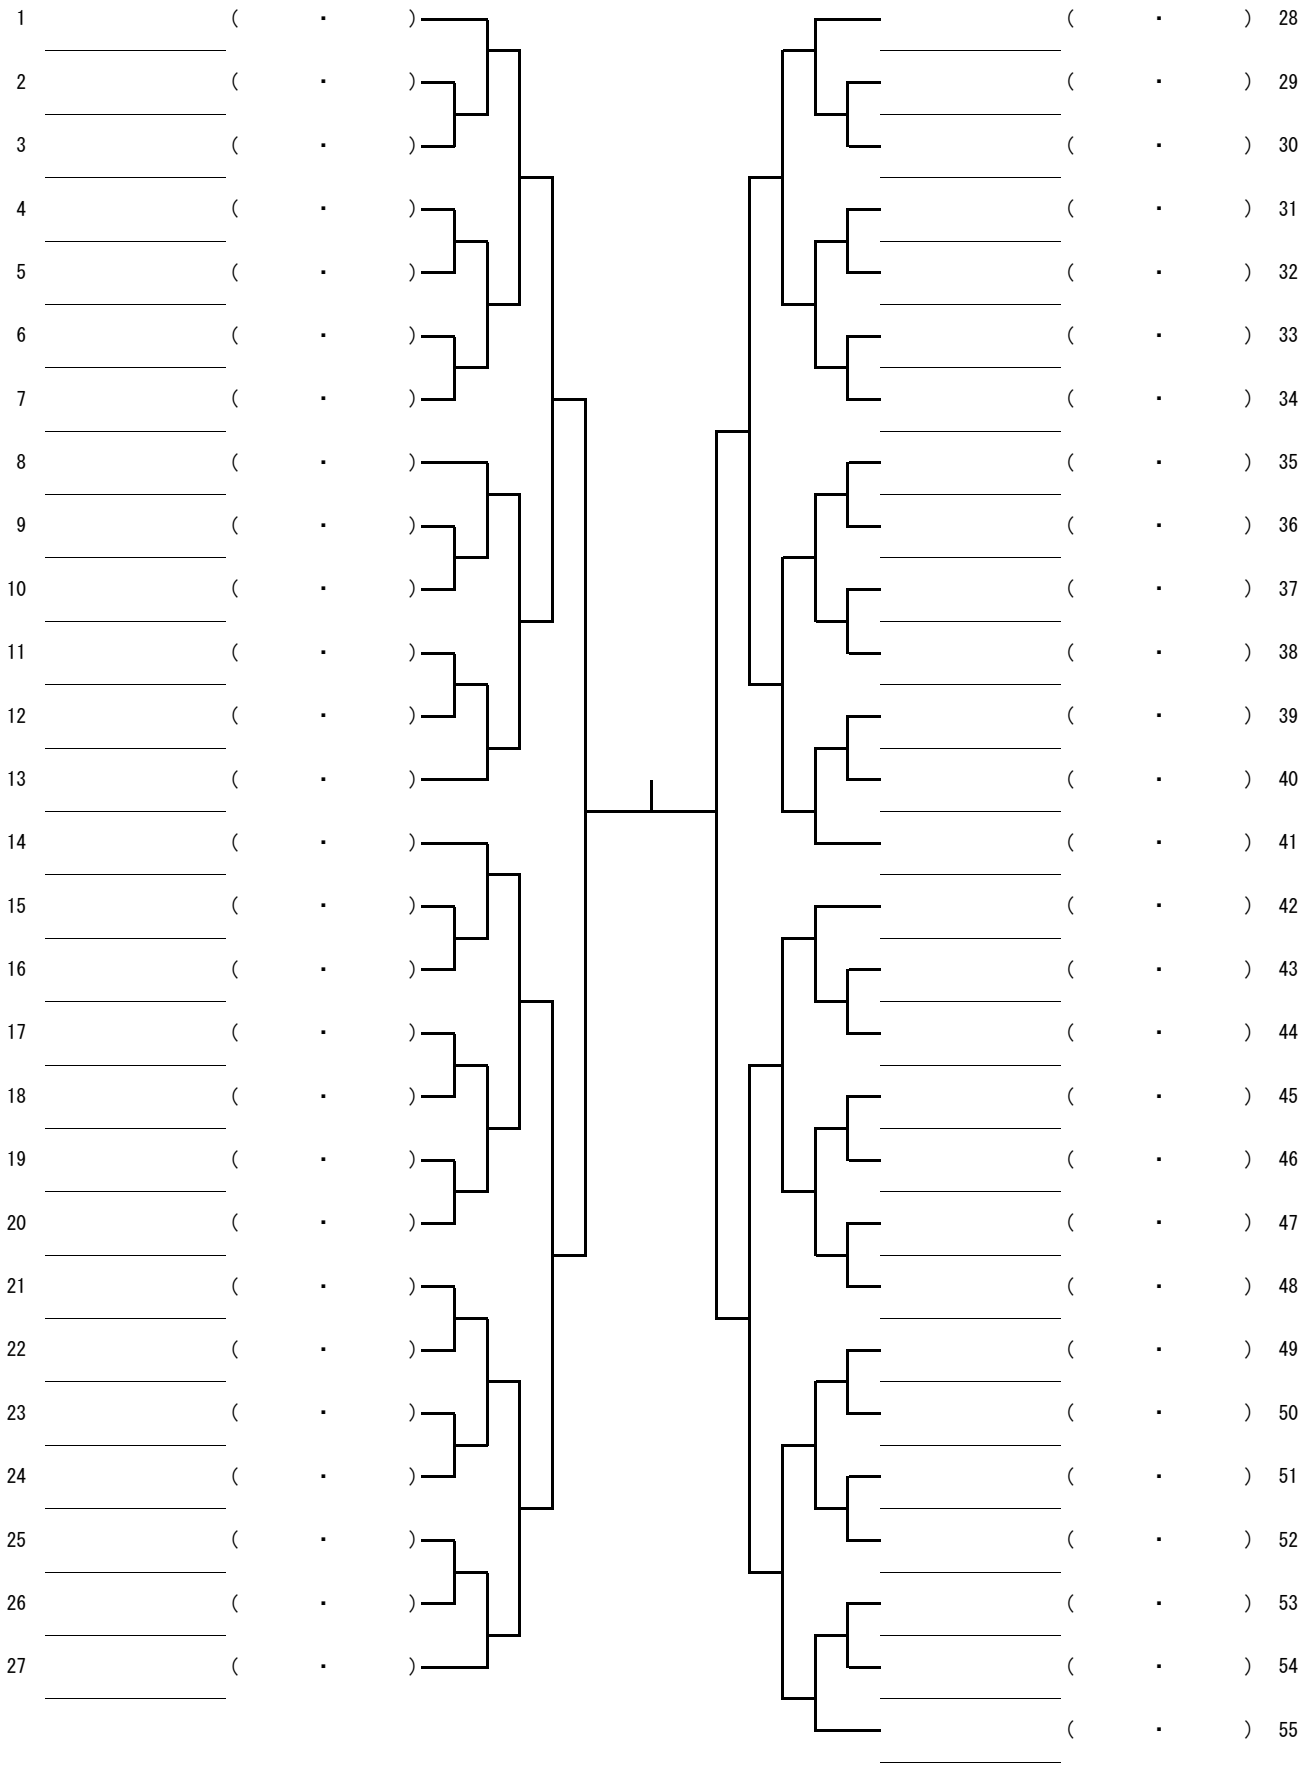 1 ( ・ ) ( ・ ) 28
2 ( ・ ) ( ・ ) 29
3 ( ・ ) ( ・ ) 30
4 ( ・ ) ( ・ ) 31
5 ( ・ ) ( ・ ) 32
6 ( ・ ) ( ・ ) 33
7 ( ・ ) ( ・ ) 34
8 ( ・ ) ( ・ ) 35
9 ( ・ ) ( ・ ) 36
10 ( ・ ) ( ・ ) 37
11 ( ・ ) ( ・ ) 38
12 ( ・ ) ( ・ ) 39
13 ( ・ ) ( ・ ) 40
14 ( ・ ) ( ・ ) 41
15 ( ・ ) ( ・ ) 42
16 ( ・ ) ( ・ ) 43
17 ( ・ ) ( ・ ) 44
18 ( ・ ) ( ・ ) 45
19 ( ・ ) ( ・ ) 46
20 ( ・ ) ( ・ ) 47
21 ( ・ ) ( ・ ) 48
22 ( ・ ) ( ・ ) 49
23 ( ・ ) ( ・ ) 50
24 ( ・ ) ( ・ ) 51
25 ( ・ ) ( ・ ) 52
26 ( ・ ) ( ・ ) 53
27 ( ・ ) ( ・ ) 54
( ・ ) 55